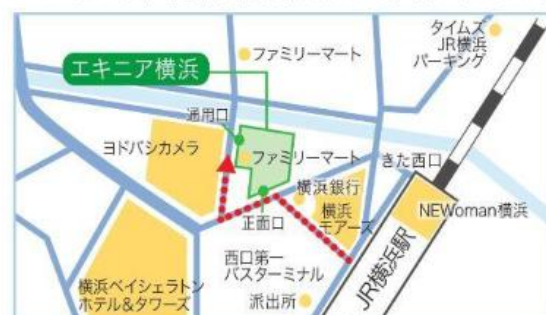 タイムズ
JR横浜
パーキング
ファミリーマート
エキニア横浜
通用口
ヨドバシカメラ
ファミリーマート
きた西口
横浜銀行
横浜
モアーズ
NEWoman横浜
正面口
JR横浜駅
西口第一
バスターミナル
横浜ベイシェラトン
ホテル&タワーズ
派出所